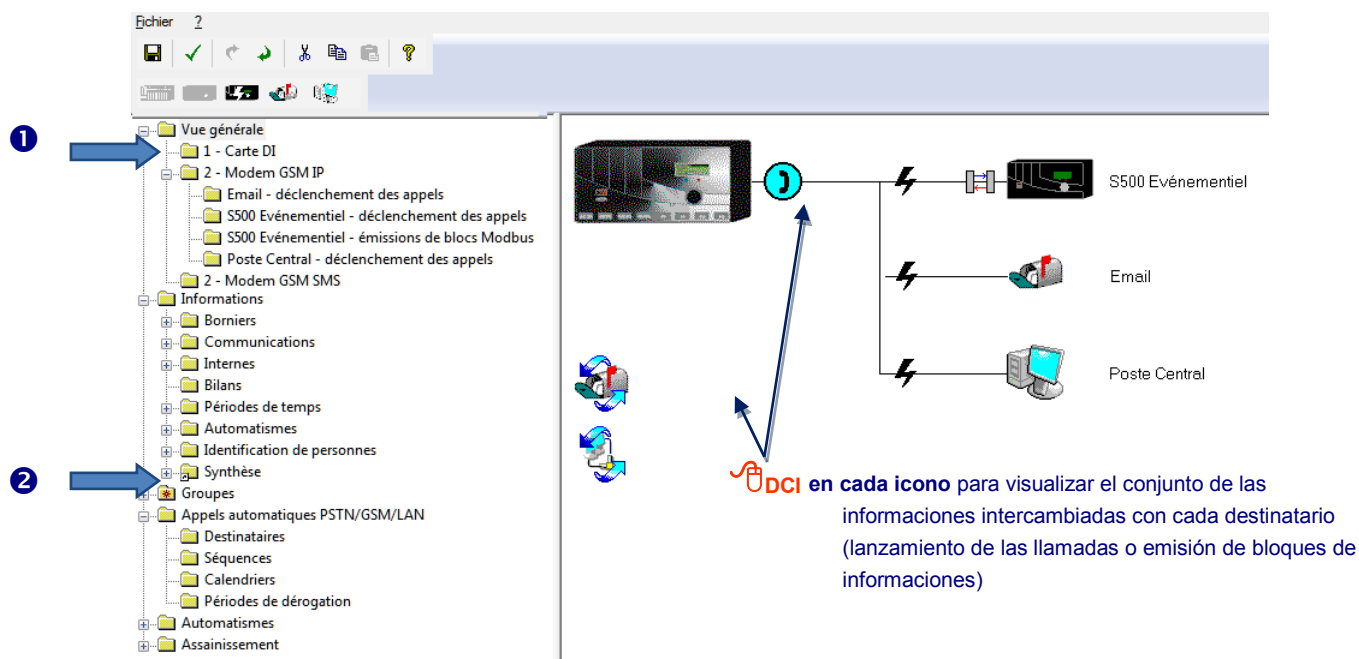 Fichier ?
❶
Vue générale
1 - Carte DI
2 - Modem GSM IP
Email - déclenchement des appels
S500 Evénementiel - déclenchement des appels
S500 Evénementiel - émissions de blocs Modbus
Poste Central - déclenchement des appels
2 - Modem GSM SMS
Informations
Borniers
Communications
Internes
Bilans
Périodes de temps
Automatismes
Identification de personnes
Synthèse
❷
Groupes
Appels automatiques PSTN/GSM/LAN
Destinataires
Séquences
Calendriers
Périodes de dérogation
Automatismes
Assainissement
S500 Evénementiel
Email
Poste Central
DCI en cada icono para visualizar el conjunto de las
informaciones intercambiadas con cada destinatario
(lanzamiento de las llamadas o emisión de bloques de
informaciones)